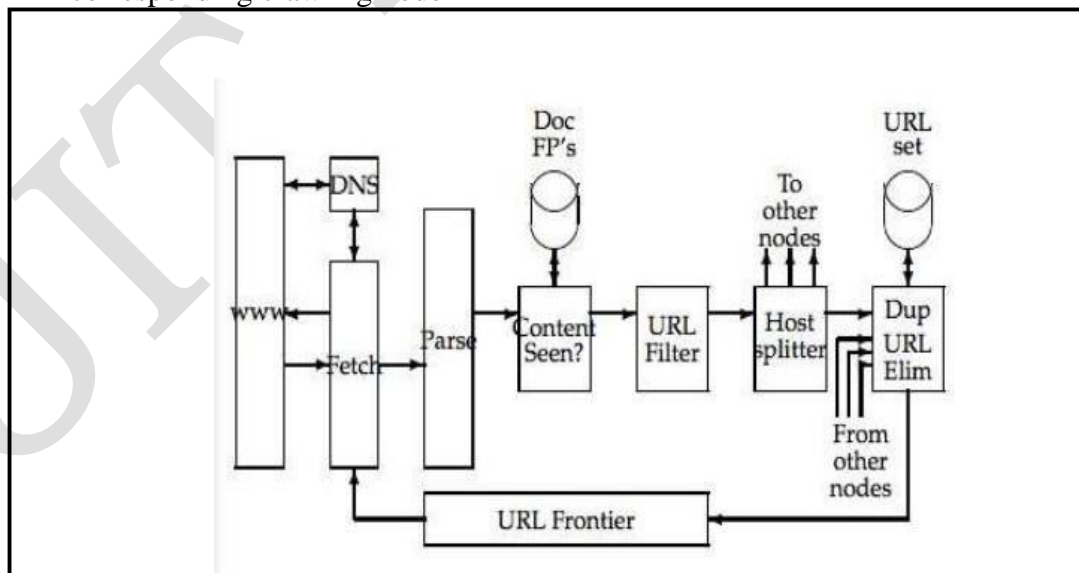 Doc
FP's
URL
set
DNS
To
other
nodes
www
Parse
Content
Seen?
URL
Filter
Host
splitter
Dup
URL
Elim
Fetch
From
other
nodes
URL Frontier